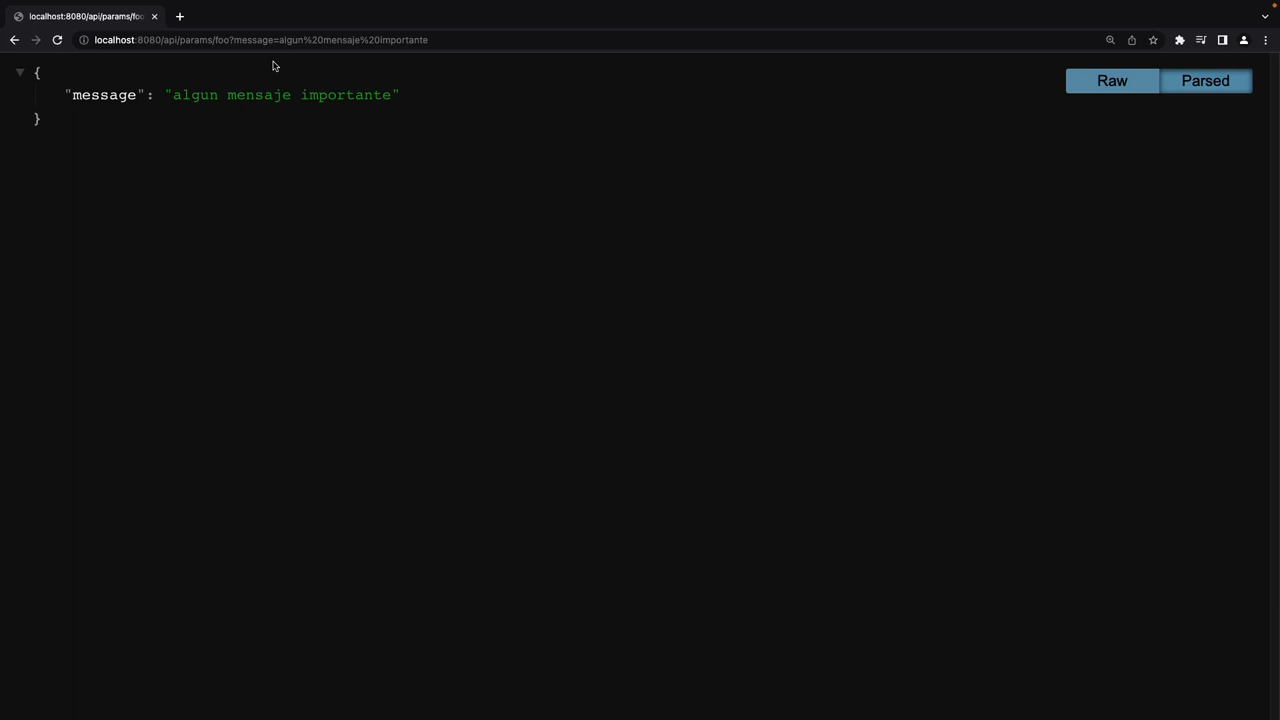 localhost:8080/api/params/foo
localhost:8080/api/params/foo?message=algun%20mensaje%20importante
{
"message": "algun mensaje importante"
}
Raw
Parsed